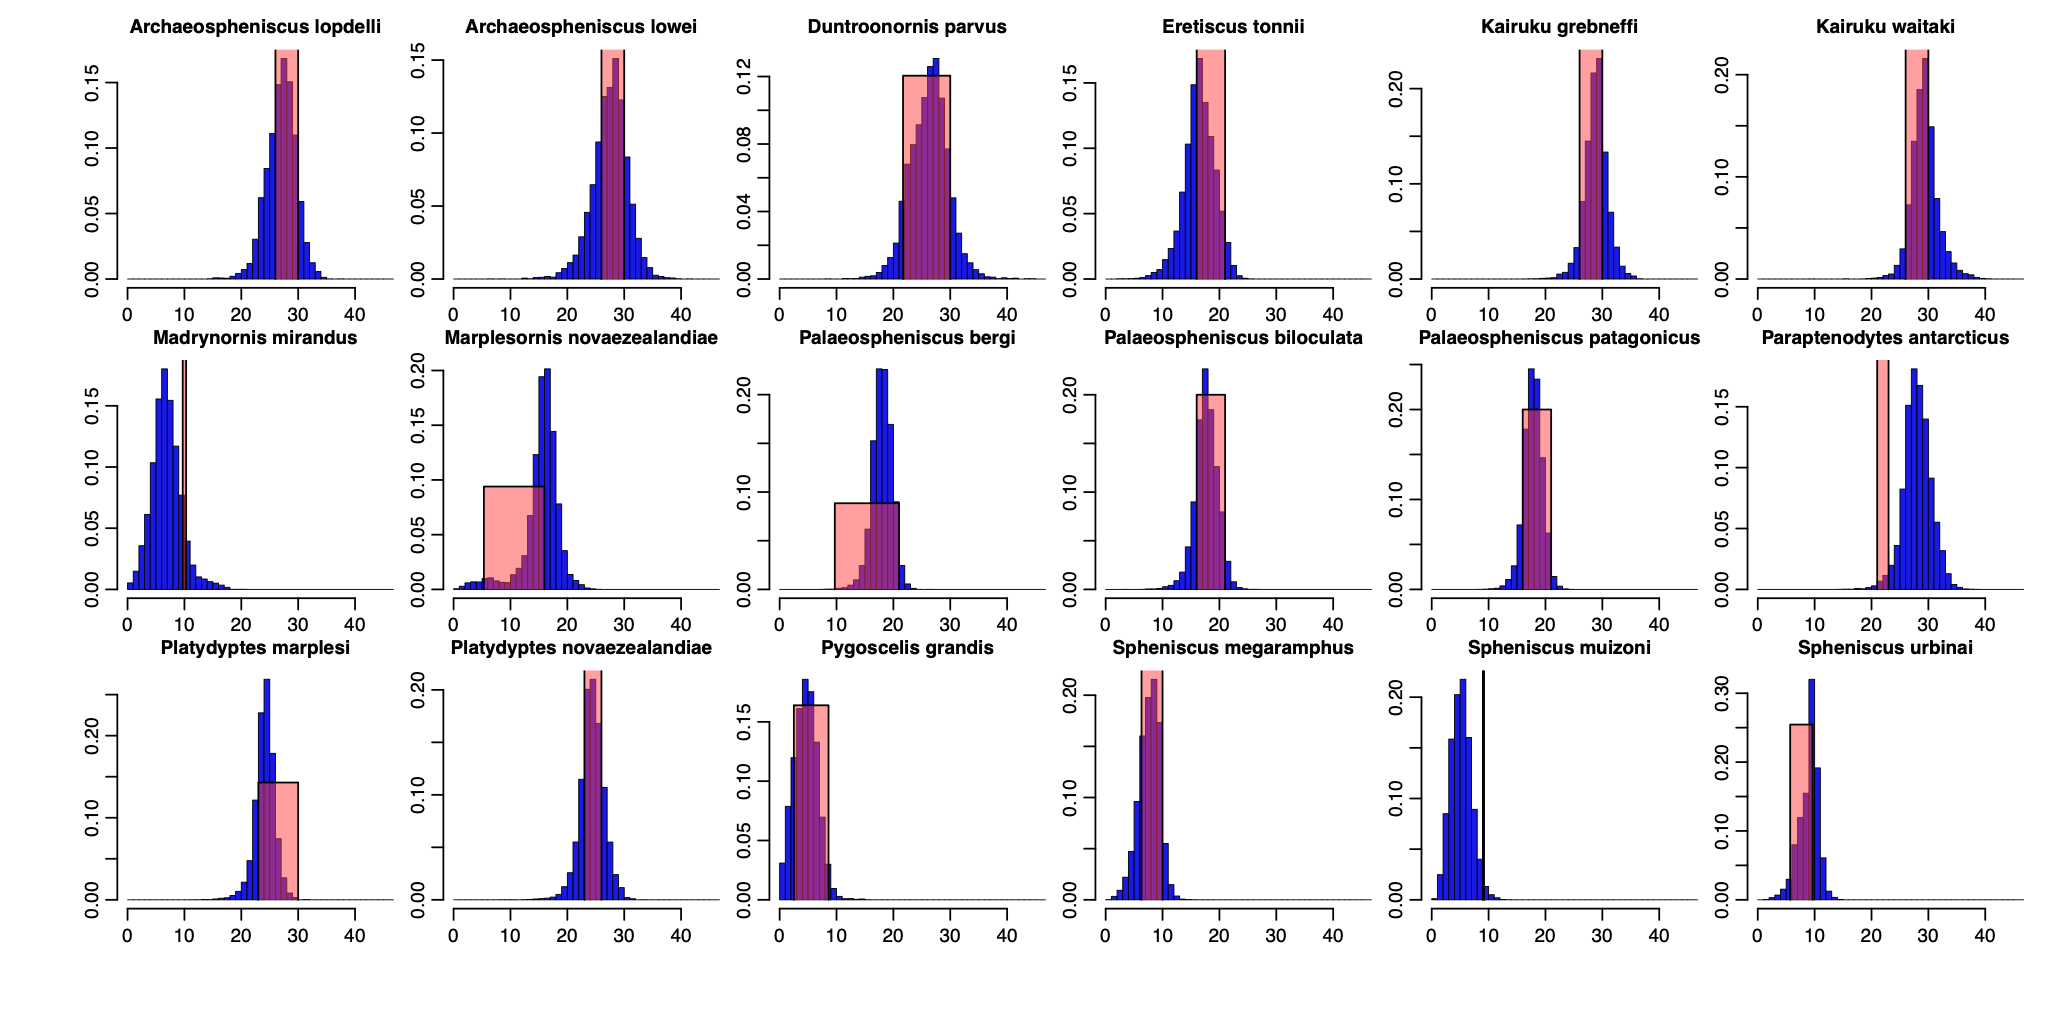 Archaeospheniscus lopdelli Archaeospheniscus lowei Duntroonornis parvus Eretiscus tonnii Kairuku grebneffi Kairuku waitaki
0.00 0.05 0.10 0.15 0.00 0.05 0.10 0.15 0.00 0.04 0.08 0.12 0.00 0.05 0.10 0.15 0.00 0.10 0.20 0.00 0.10 0.20
0 10 20 30 40 0 10 20 30 40 0 10 20 30 40 0 10 20 30 40 0 10 20 30 40 0 10 20 30 40
Madrynornis mirandus Marplesornis novaezealandiae Palaeospheniscus bergi Palaeospheniscus biloculata Palaeospheniscus patagonicus Paraptenodytes antarcticus
0.00 0.05 0.10 0.15 0.00 0.05 0.10 0.15 0.20 0.00 0.10 0.20 0.00 0.10 0.20 0.00 0.10 0.20 0.00 0.05 0.10 0.15
0 10 20 30 40 0 10 20 30 40 0 10 20 30 40 0 10 20 30 40 0 10 20 30 40 0 10 20 30 40
Platydyptes marplesi Platydyptes novaezealandiae Pygoscelis grandis Spheniscus megaramphus Spheniscus muizoni Spheniscus urbinai
0.00 0.10 0.20 0.00 0.10 0.20 0.00 0.05 0.10 0.15 0.00 0.10 0.20 0.00 0.10 0.20 0.00 0.10 0.20 0.30
0 10 20 30 40 0 10 20 30 40 0 10 20 30 40 0 10 20 30 40 0 10 20 30 40 0 10 20 30 40